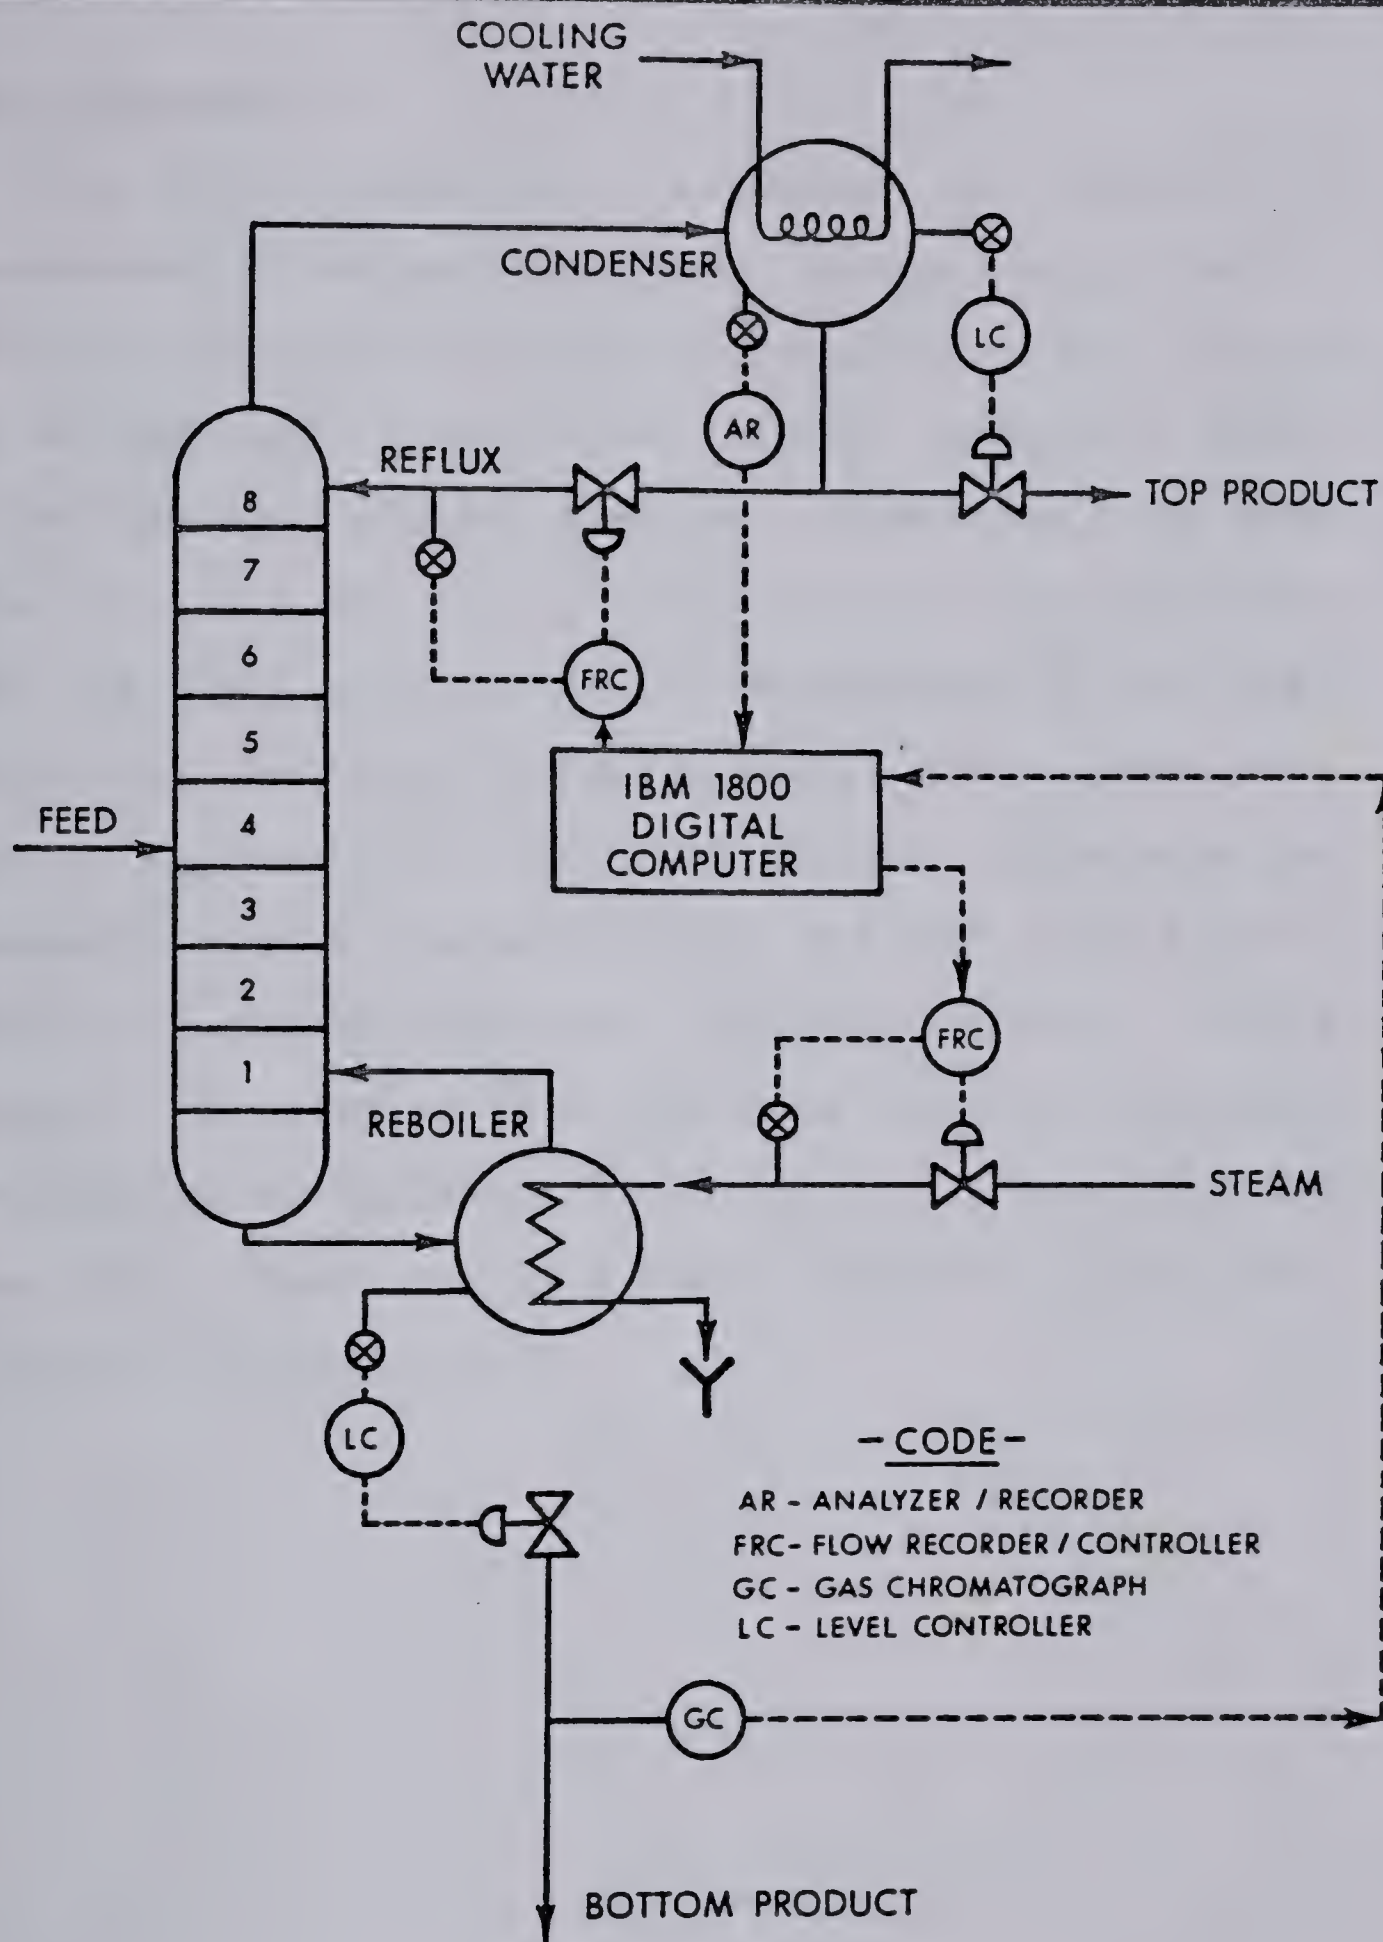 COOLING
WATER
CONDENSER
LC
AR
REFLUX
TOP PRODUCT
8
7
6
FRC
5
IBM 1800
DIGITAL
COMPUTER
FEED
4
3
2
FRC
1
REBOILER
STEAM
LC
- CODE -
AR - ANALYZER / RECORDER
FRC- FLOW RECORDER / CONTROLLER
GC - GAS CHROMATOGRAPH
LC - LEVEL CONTROLLER
GC
BOTTOM PRODUCT